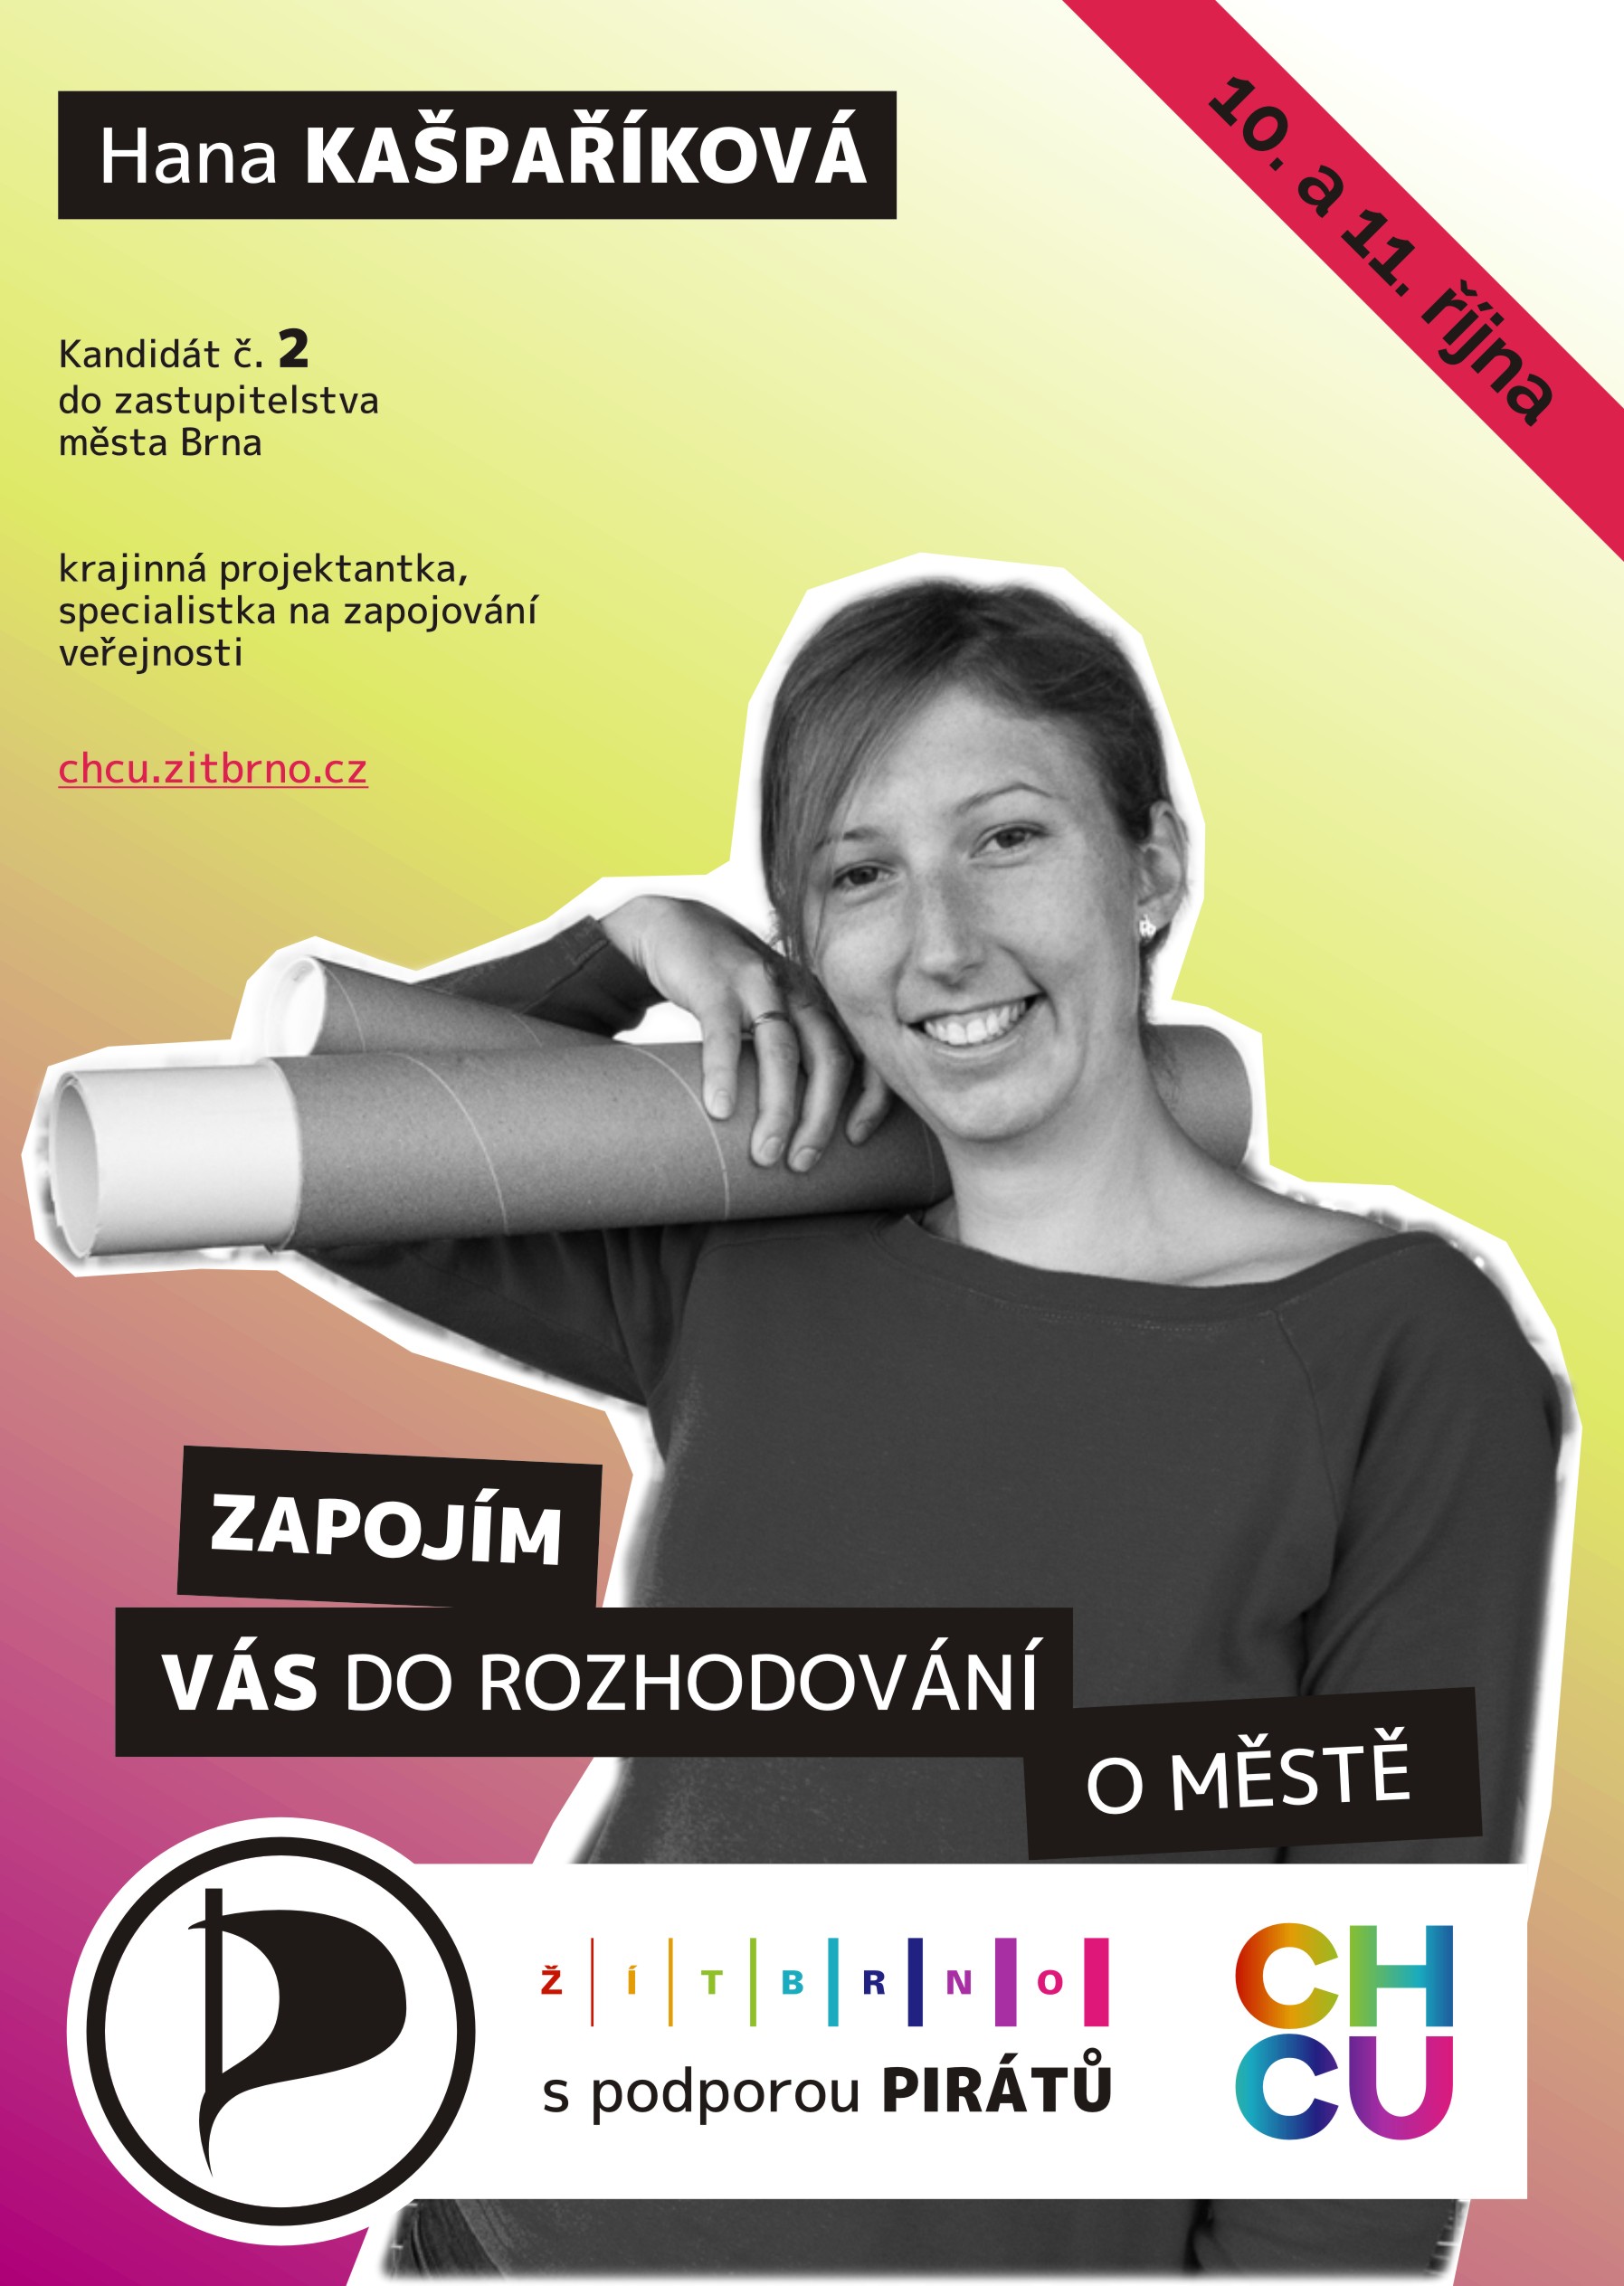 Hana KAŠPAŘÍKOVÁ
10. a 11. října
Kandidát č. 2
do zastupitelstva
města Brna
krajinná projektantka,
specialistka na zapojování
veřejnosti
chcu.zitbrno.cz
ZAPOJÍM
VÁS DO ROZHODOVÁNÍ
O MĚSTĚ
Ž Í T B R N O
s podporou PIRÁTŮ
CH
CU